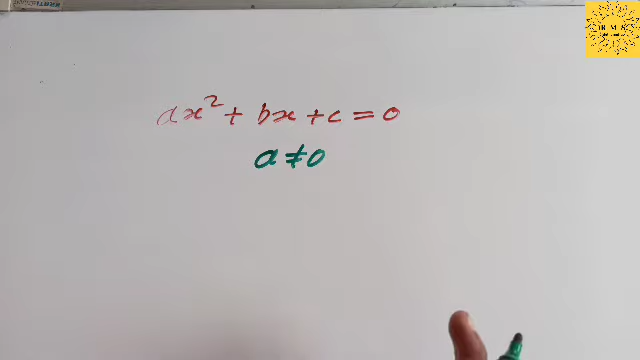 ax² + bx + c = 0
a ≠ 0